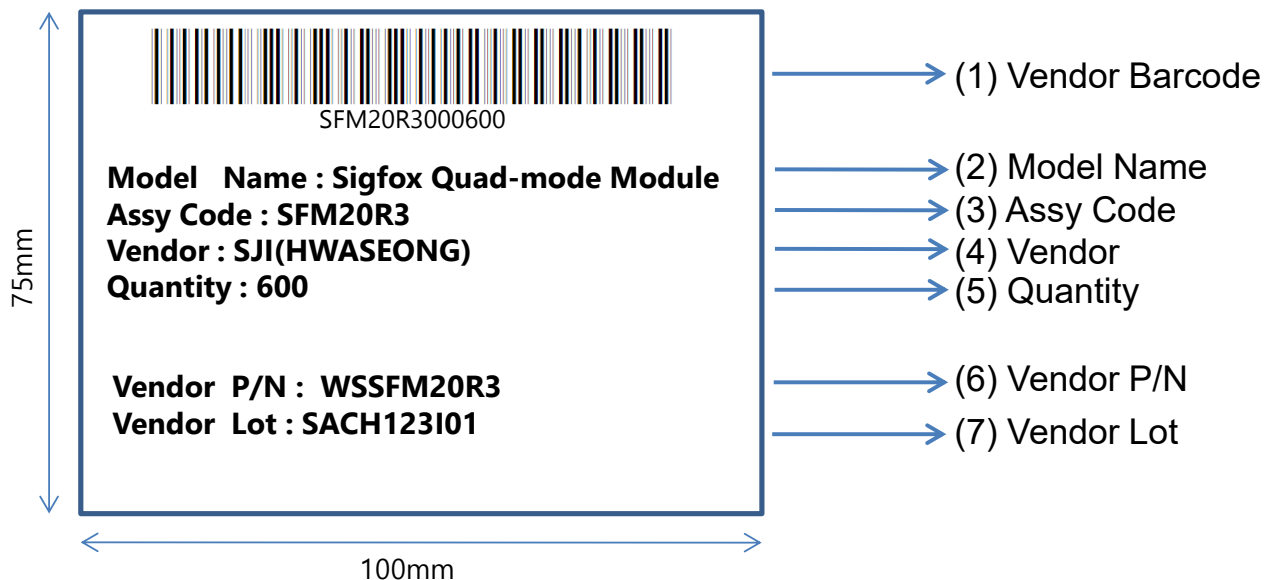 SFM20R3000600
(1) Vendor Barcode
Model Name : Sigfox Quad-mode Module
(2) Model Name
Assy Code : SFM20R3
(3) Assy Code
Vendor : SJI(HWASEONG)
(4) Vendor
Quantity : 600
(5) Quantity
75mm
Vendor P/N : WSSFM20R3
(6) Vendor P/N
Vendor Lot : SACH123I01
(7) Vendor Lot
100mm